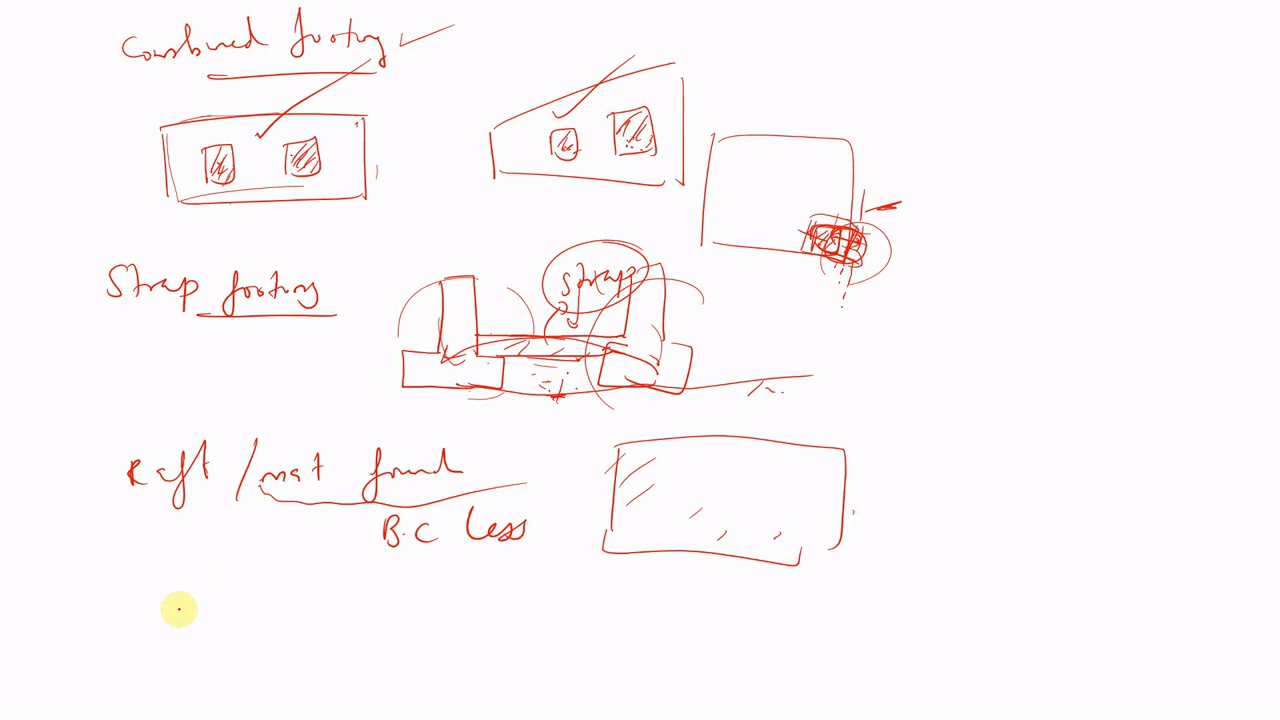 Combined footing
Strap footing
Strap
Raft / mat found
B.C Less